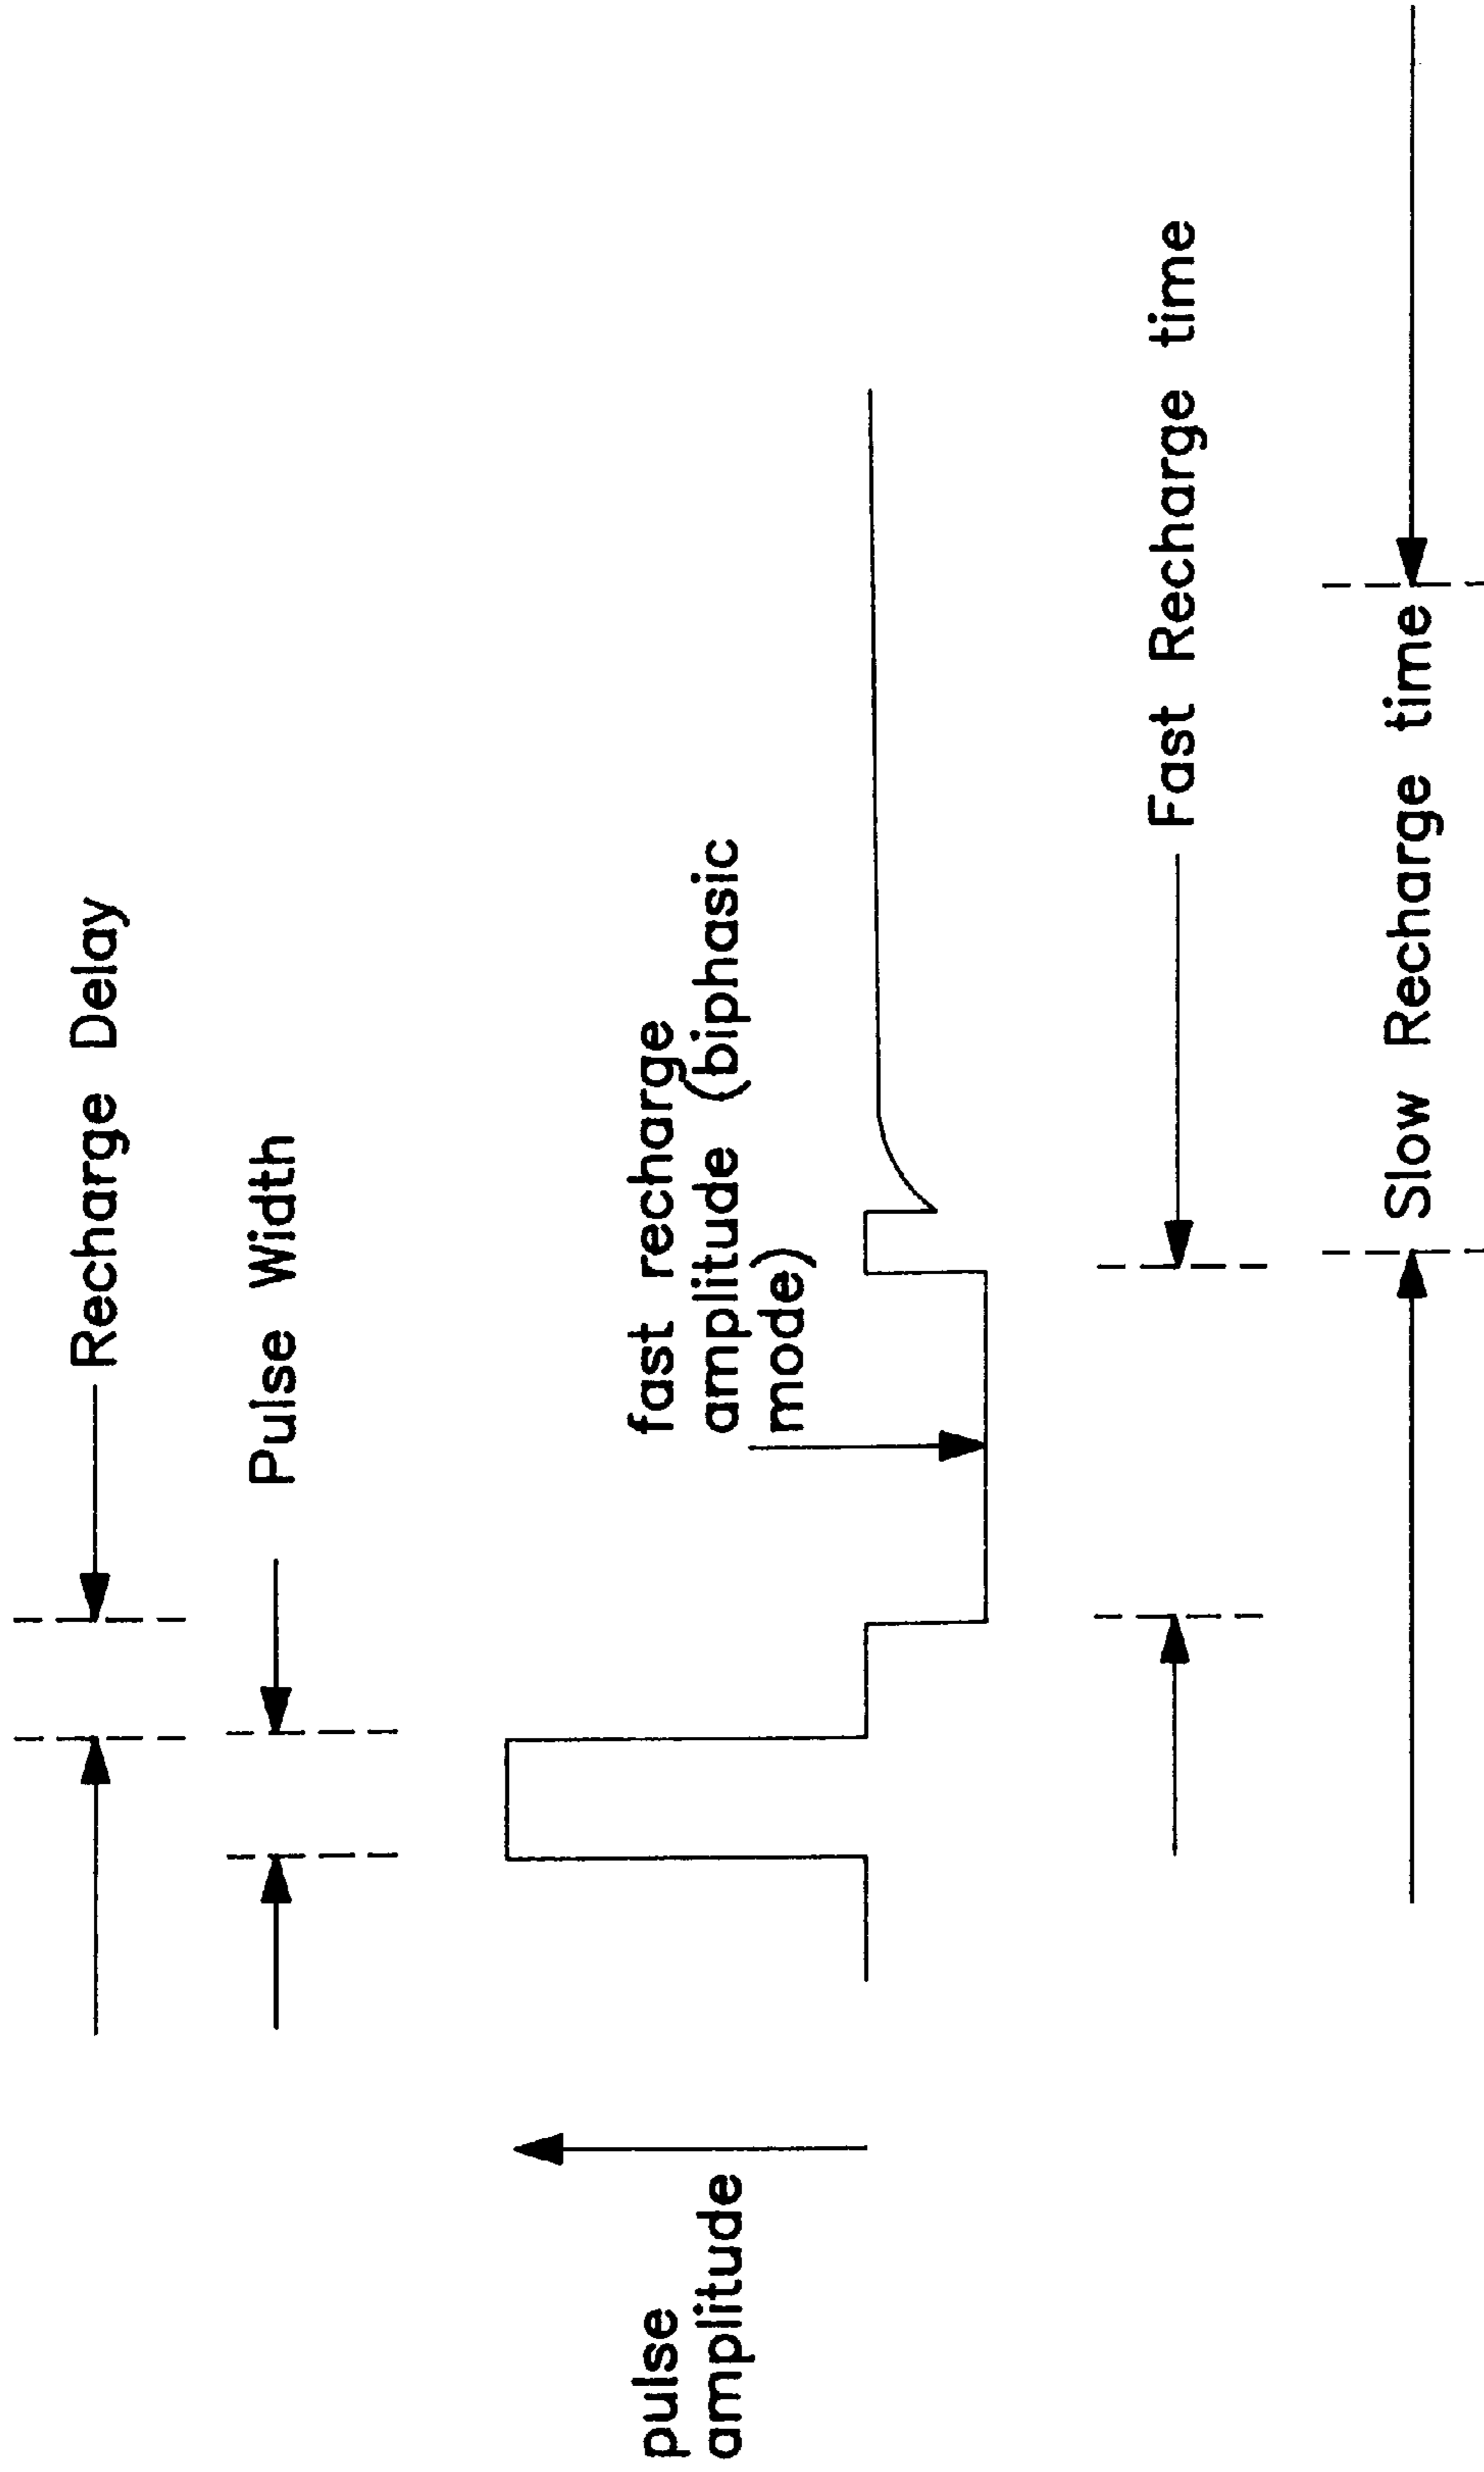 Recharge Delay
Pulse Width
pulse
amplitude
fast recharge
amplitude (biphasic
mode)
Fast Recharge time
Slow Recharge time